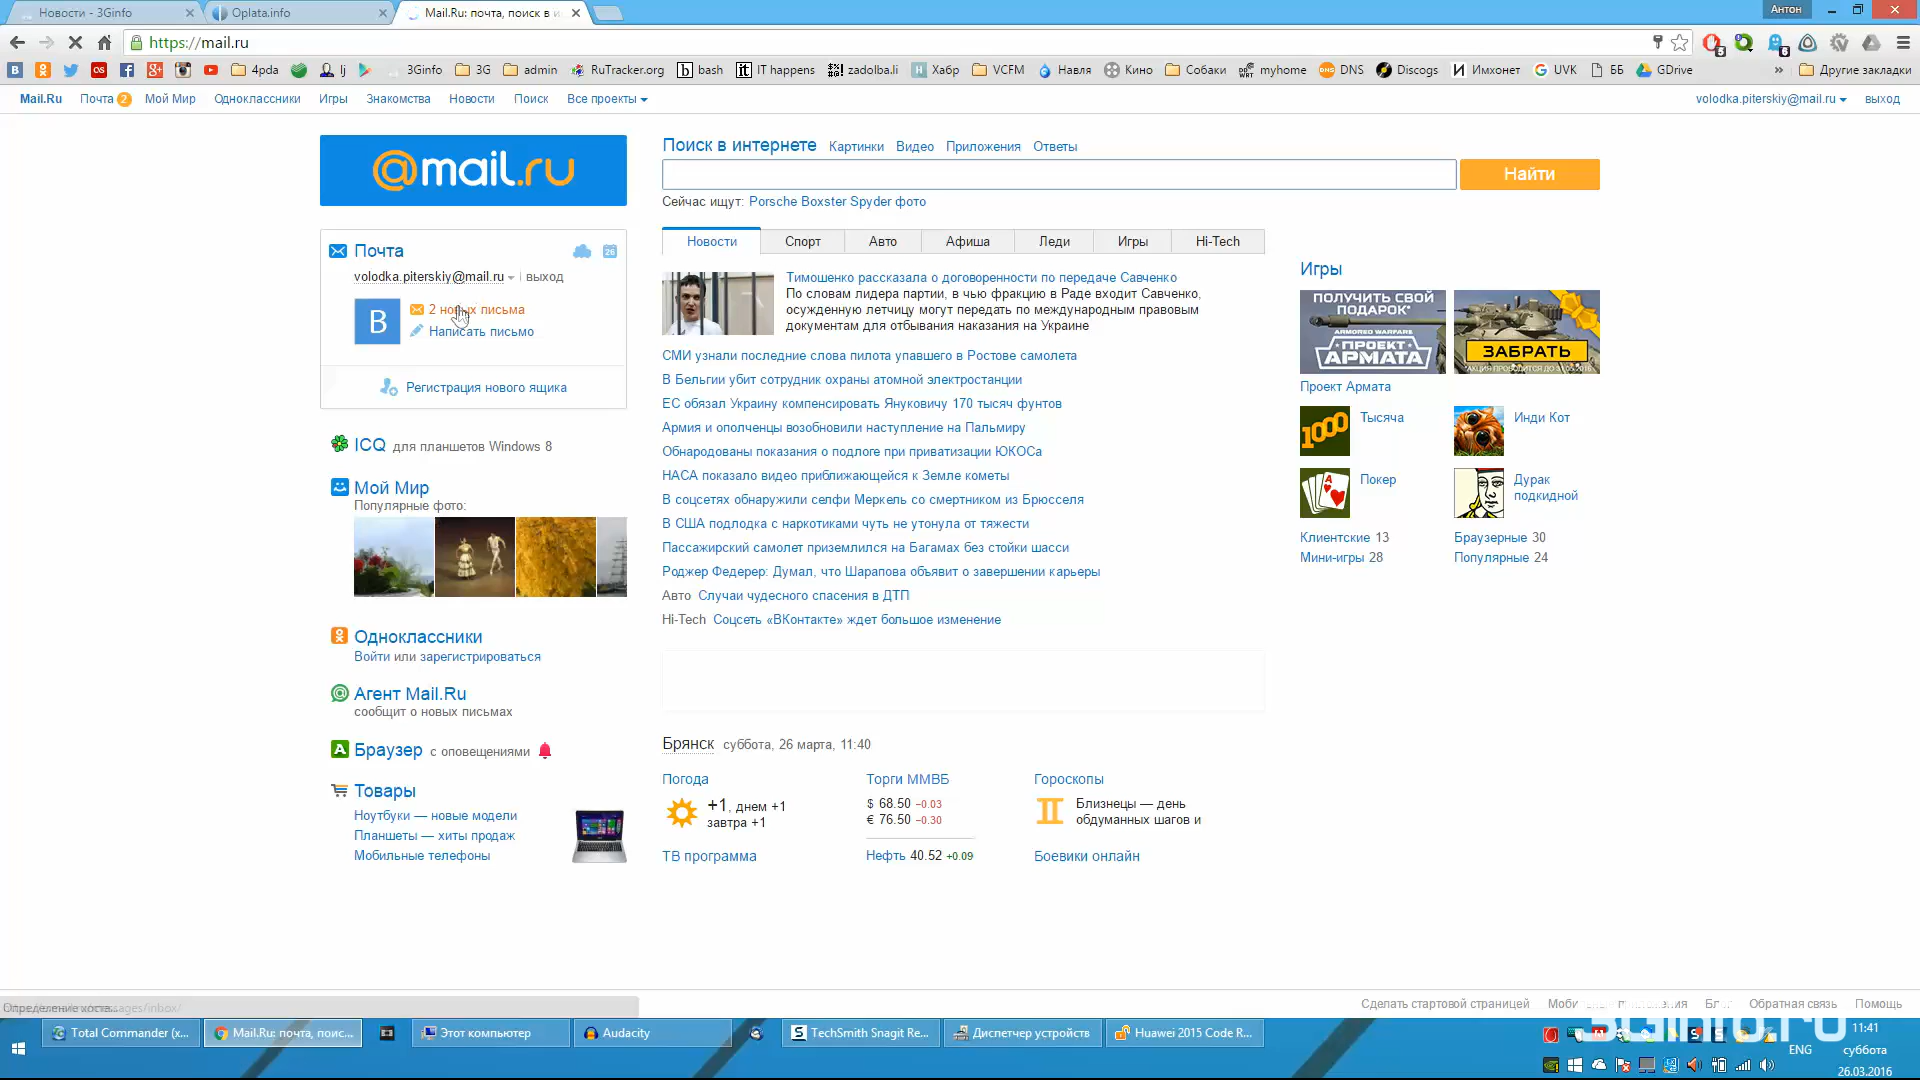 Новости - 3Ginfo
Oplata.info
Mail.Ru: почта, поиск в и
Антон
https://mail.ru
4pda
lj
3Ginfo
3G
admin
RuTracker.org
bash
IT happens
zadolba.li
Хабр
VCFM
Навля
Кино
Собаки
myhome
DNS
Discogs
Имхонет
UVK
ББ
GDrive
»
Другие закладки
Mail.Ru
Почта 2
Мой Мир
Одноклассники
Игры
Знакомства
Новости
Поиск
Все проекты
volodka.piterskiy@mail.ru
выход
@mail.ru
Поиск в интернете
Картинки
Видео
Приложения
Ответы
Найти
Сейчас ищут: Porsche Boxster Spyder фото
Почта
26
volodka.piterskiy@mail.ru
выход
В
2 новых письма
Написать письмо
Регистрация нового ящика
ICQ для планшетов Windows 8
Мой Мир
Популярные фото:
Одноклассники
Войти или зарегистрироваться
Агент Mail.Ru
сообщит о новых письмах
Браузер с оповещениями
Товары
Ноутбуки — новые модели
Планшеты — хиты продаж
Мобильные телефоны
Новости
Спорт
Авто
Афиша
Леди
Игры
Hi-Tech
Тимошенко рассказала о договоренности по передаче Савченко
По словам лидера партии, в чью фракцию в Раде входит Савченко,
осужденную летчицу могут передать по международным правовым
документам для отбывания наказания на Украине
СМИ узнали последние слова пилота упавшего в Ростове самолета
В Бельгии убит сотрудник охраны атомной электростанции
ЕС обязал Украину компенсировать Януковичу 170 тысяч фунтов
Армия и ополченцы возобновили наступление на Пальмиру
Обнародованы показания о подлоге при приватизации ЮКОСа
НАСА показало видео приближающейся к Земле кометы
В соцсетях обнаружили селфи Меркель со смертником из Брюсселя
В США подлодка с наркотиками чуть не утонула от тяжести
Пассажирский самолет приземлился на Багамах без стойки шасси
Роджер Федерер: Думал, что Шарапова объявит о завершении карьеры
Авто Случаи чудесного спасения в ДТП
Hi-Tech Соцсеть «ВКонтакте» ждет большое изменение
Брянск суббота, 26 марта, 11:40
Погода
+1, днем +1
завтра +1
ТВ программа
Торги ММВБ
$ 68.50 −0.03
€ 76.50 −0.30
Нефть 40.52 +0.09
Гороскопы
Близнецы — день
обдуманных шагов и
Боевики онлайн
Игры
ПОЛУЧИТЬ СВОЙ
ПОДАРОК*
ARMORED WARFARE
ПРОЕКТ
АРМАТА
ЗАБРАТЬ
Проект Армата
1000
Тысяча
Инди Кот
Покер
Дурак
подкидной
Клиентские 13
Браузерные 30
Мини-игры 28
Популярные 24
Определение хоста...
Сделать стартовой страницей
Обратная связь
Помощь
3Ginfo.ru
Total Commander (x...
Mail.Ru: почта, поис...
Этот компьютер
Audacity
TechSmith Snagit Re...
Диспетчер устройств
Huawei 2015 Code R...
ENG
11:41
суббота
26.03.2016